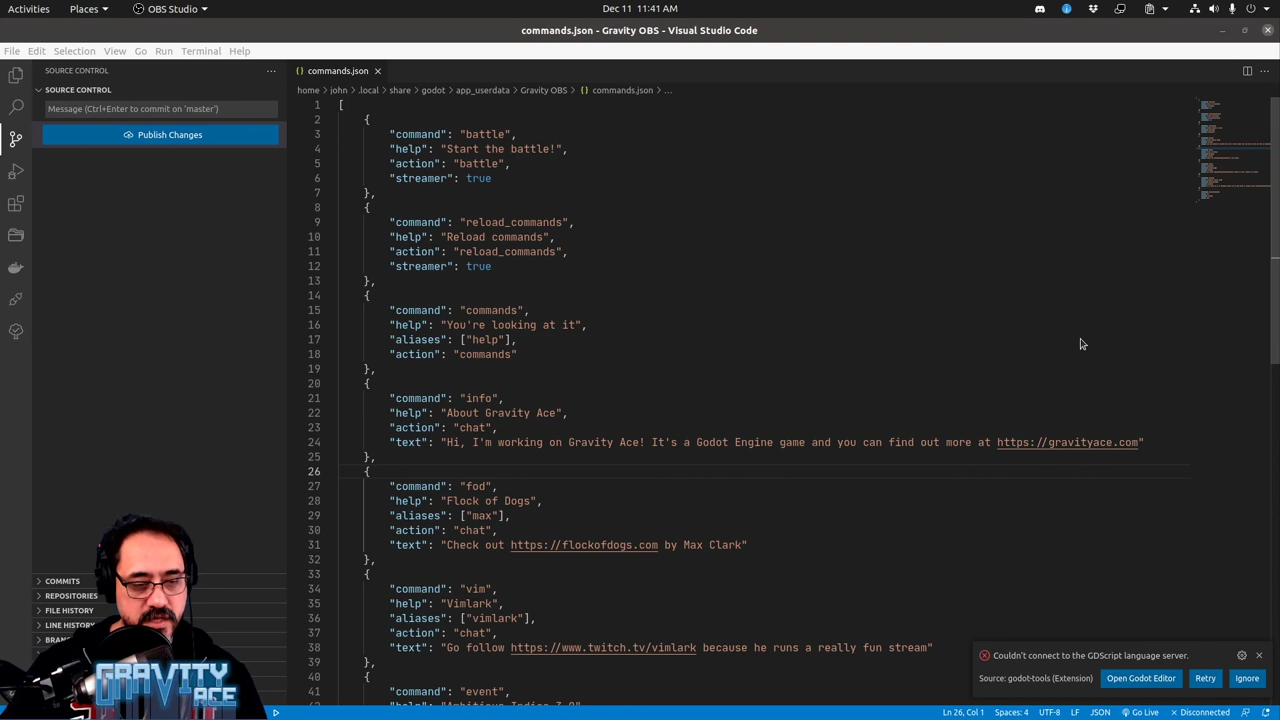 Activities Places OBS Studio Dec 11 11:41 AM
commands.json - Gravity OBS - Visual Studio Code
File Edit Selection View Go Run Terminal Help
SOURCE CONTROL
SOURCE CONTROL
Message (Ctrl+Enter to commit on 'master')
Publish Changes
COMMITS
REPOSITORIES
FILE HISTORY
LINE HISTORY
commands.json
home > john > .local > share > godot > app_userdata > Gravity OBS > {} commands.json > ...
1 [
2 {
3 "command": "battle",
4 "help": "Start the battle!",
5 "action": "battle",
6 "streamer": true
7 },
8 {
9 "command": "reload_commands",
10 "help": "Reload commands",
11 "action": "reload_commands",
12 "streamer": true
13 },
14 {
15 "command": "commands",
16 "help": "You're looking at it",
17 "aliases": ["help"],
18 "action": "commands"
19 },
20 {
21 "command": "info",
22 "help": "About Gravity Ace",
23 "action": "chat",
24 "text": "Hi, I'm working on Gravity Ace! It's a Godot Engine game and you can find out more at https://gravityace.com"
25 },
26 {
27 "command": "fod",
28 "help": "Flock of Dogs",
29 "aliases": ["max"],
30 "action": "chat",
31 "text": "Check out https://flockofdogs.com by Max Clark"
32 },
33 {
34 "command": "vim",
35 "help": "Vimlark",
36 "aliases": ["vimlark"],
37 "action": "chat",
38 "text": "Go follow https://www.twitch.tv/vimlark because he runs a really fun stream"
39 },
40 {
41 "command": "event",
Couldn't connect to the GDScript language server.
Source: godot-tools (Extension) Open Godot Editor Retry Ignore
GRAVITY
ACE
Ln 26, Col 1 Spaces: 4 UTF-8 LF JSON Go Live Disconnected